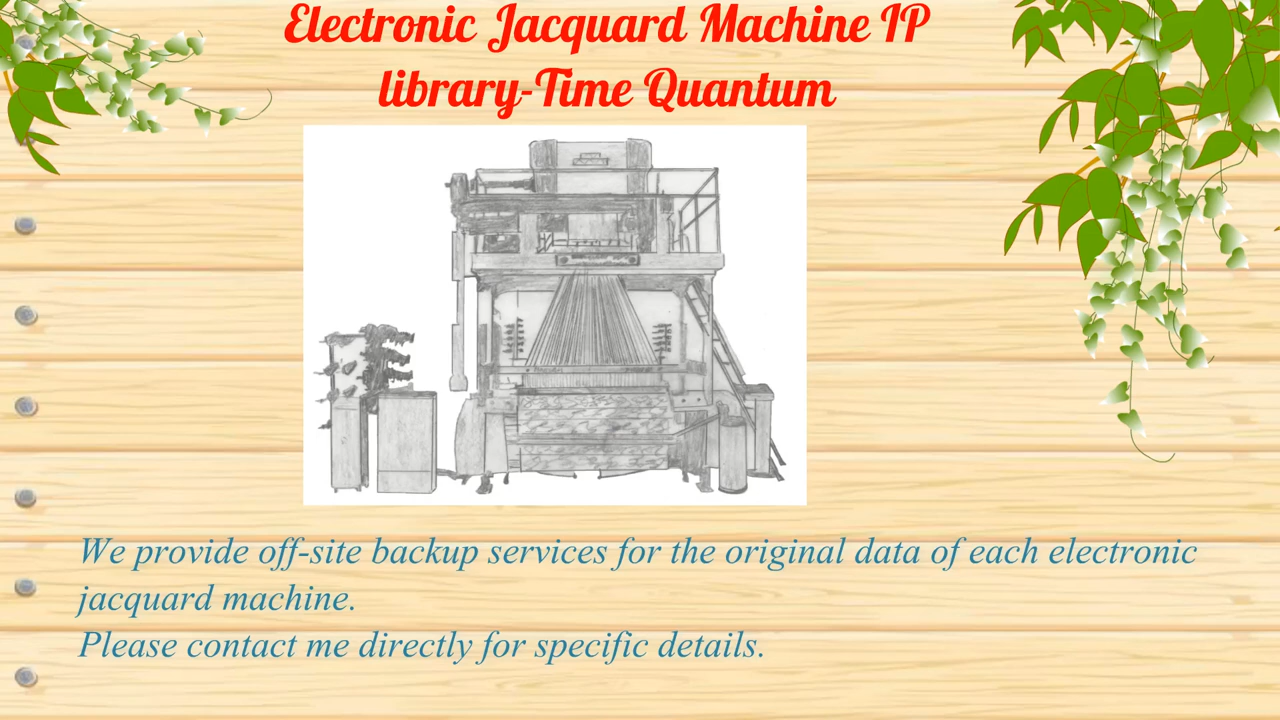 Electronic Jacquard Machine IP
library-Time Quantum
We provide off-site backup services for the original data of each electronic
jacquard machine.
Please contact me directly for specific details.